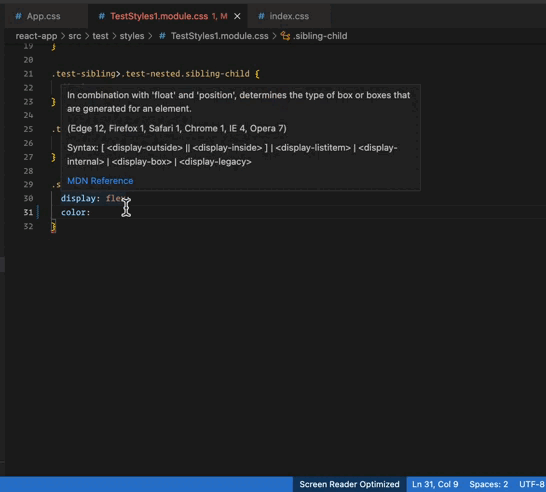 # App.css
# TestStyles1.module.css 1, M ×
# index.css
react-app > src > test > styles > # TestStyles1.module.css > .sibling-child
19 }
20
21 .test-sibling>.test-nested.sibling-child {
22
23 }
24
25 .t
26
27 }
28
29 .s
In combination with 'float' and 'position', determines the type of box or boxes that
are generated for an element.
(Edge 12, Firefox 1, Safari 1, Chrome 1, IE 4, Opera 7)
Syntax: [ <display-outside> || <display-inside> ] | <display-listitem> | <display-
internal> | <display-box> | <display-legacy>
MDN Reference
30 display: flex;
31 color:
32 }
Screen Reader Optimized Ln 31, Col 9 Spaces: 2 UTF-8